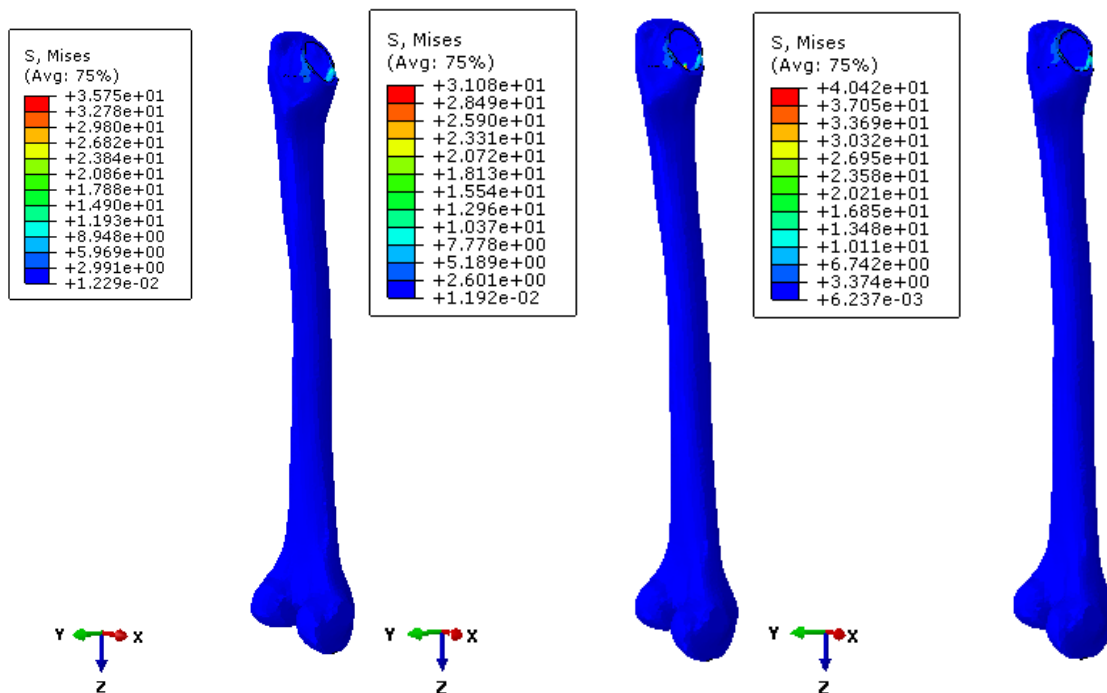 S, Mises
(Avg: 75%)
+3.575e+01
+3.278e+01
+2.980e+01
+2.682e+01
+2.384e+01
+2.086e+01
+1.788e+01
+1.490e+01
+1.193e+01
+8.948e+00
+5.969e+00
+2.991e+00
+1.229e-02
Y X
Z
S, Mises
(Avg: 75%)
+3.108e+01
+2.849e+01
+2.590e+01
+2.331e+01
+2.072e+01
+1.813e+01
+1.554e+01
+1.296e+01
+1.037e+01
+7.778e+00
+5.189e+00
+2.601e+00
+1.192e-02
Y X
Z
S, Mises
(Avg: 75%)
+4.042e+01
+3.705e+01
+3.369e+01
+3.032e+01
+2.695e+01
+2.358e+01
+2.021e+01
+1.685e+01
+1.348e+01
+1.011e+01
+6.742e+00
+3.374e+00
+6.237e-03
Y X
Z